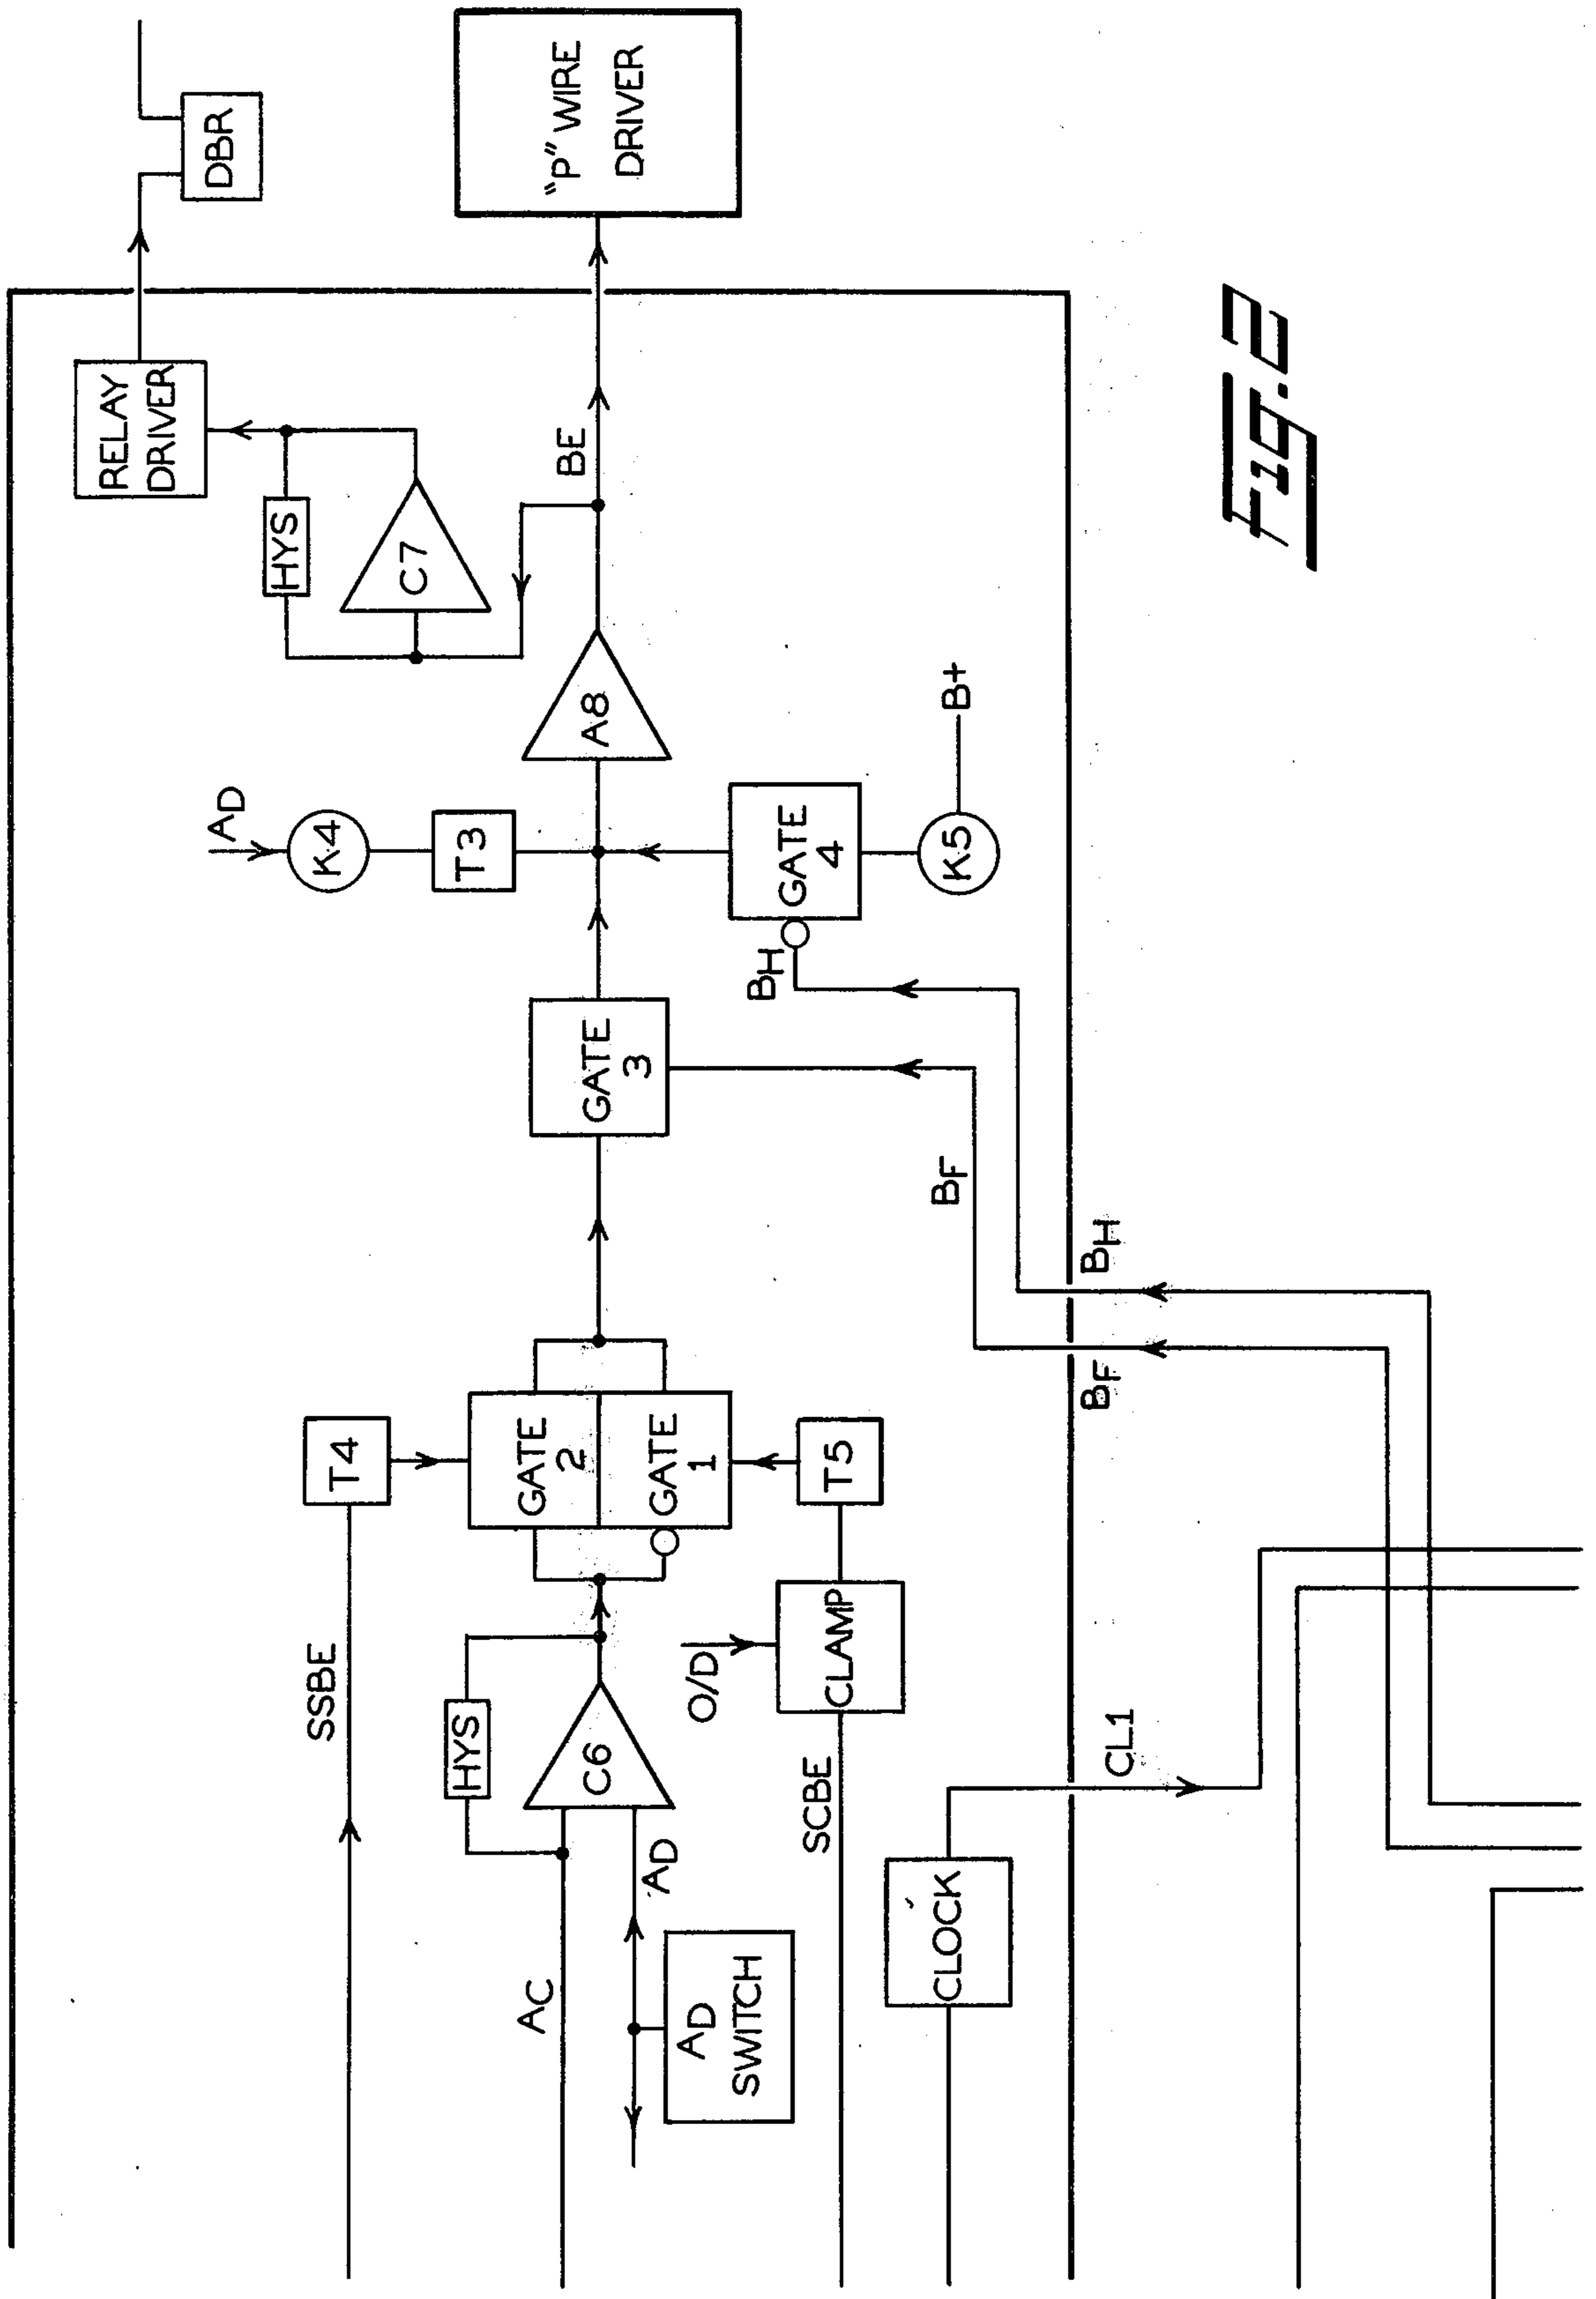 DBR
"P" WIRE
DRIVER
RELAY
DRIVER
HYS
C7
BE
A8
AD
K4
T3
GATE
4
K5
B+
BH
GATE
3
BF
BH
BF
T4
GATE
2
GATE
1
T5
SSBE
HYS
C6
O/D
CLAMP
SCBE
CL1
AC
AD
AD
SWITCH
CLOCK
Fig. 2